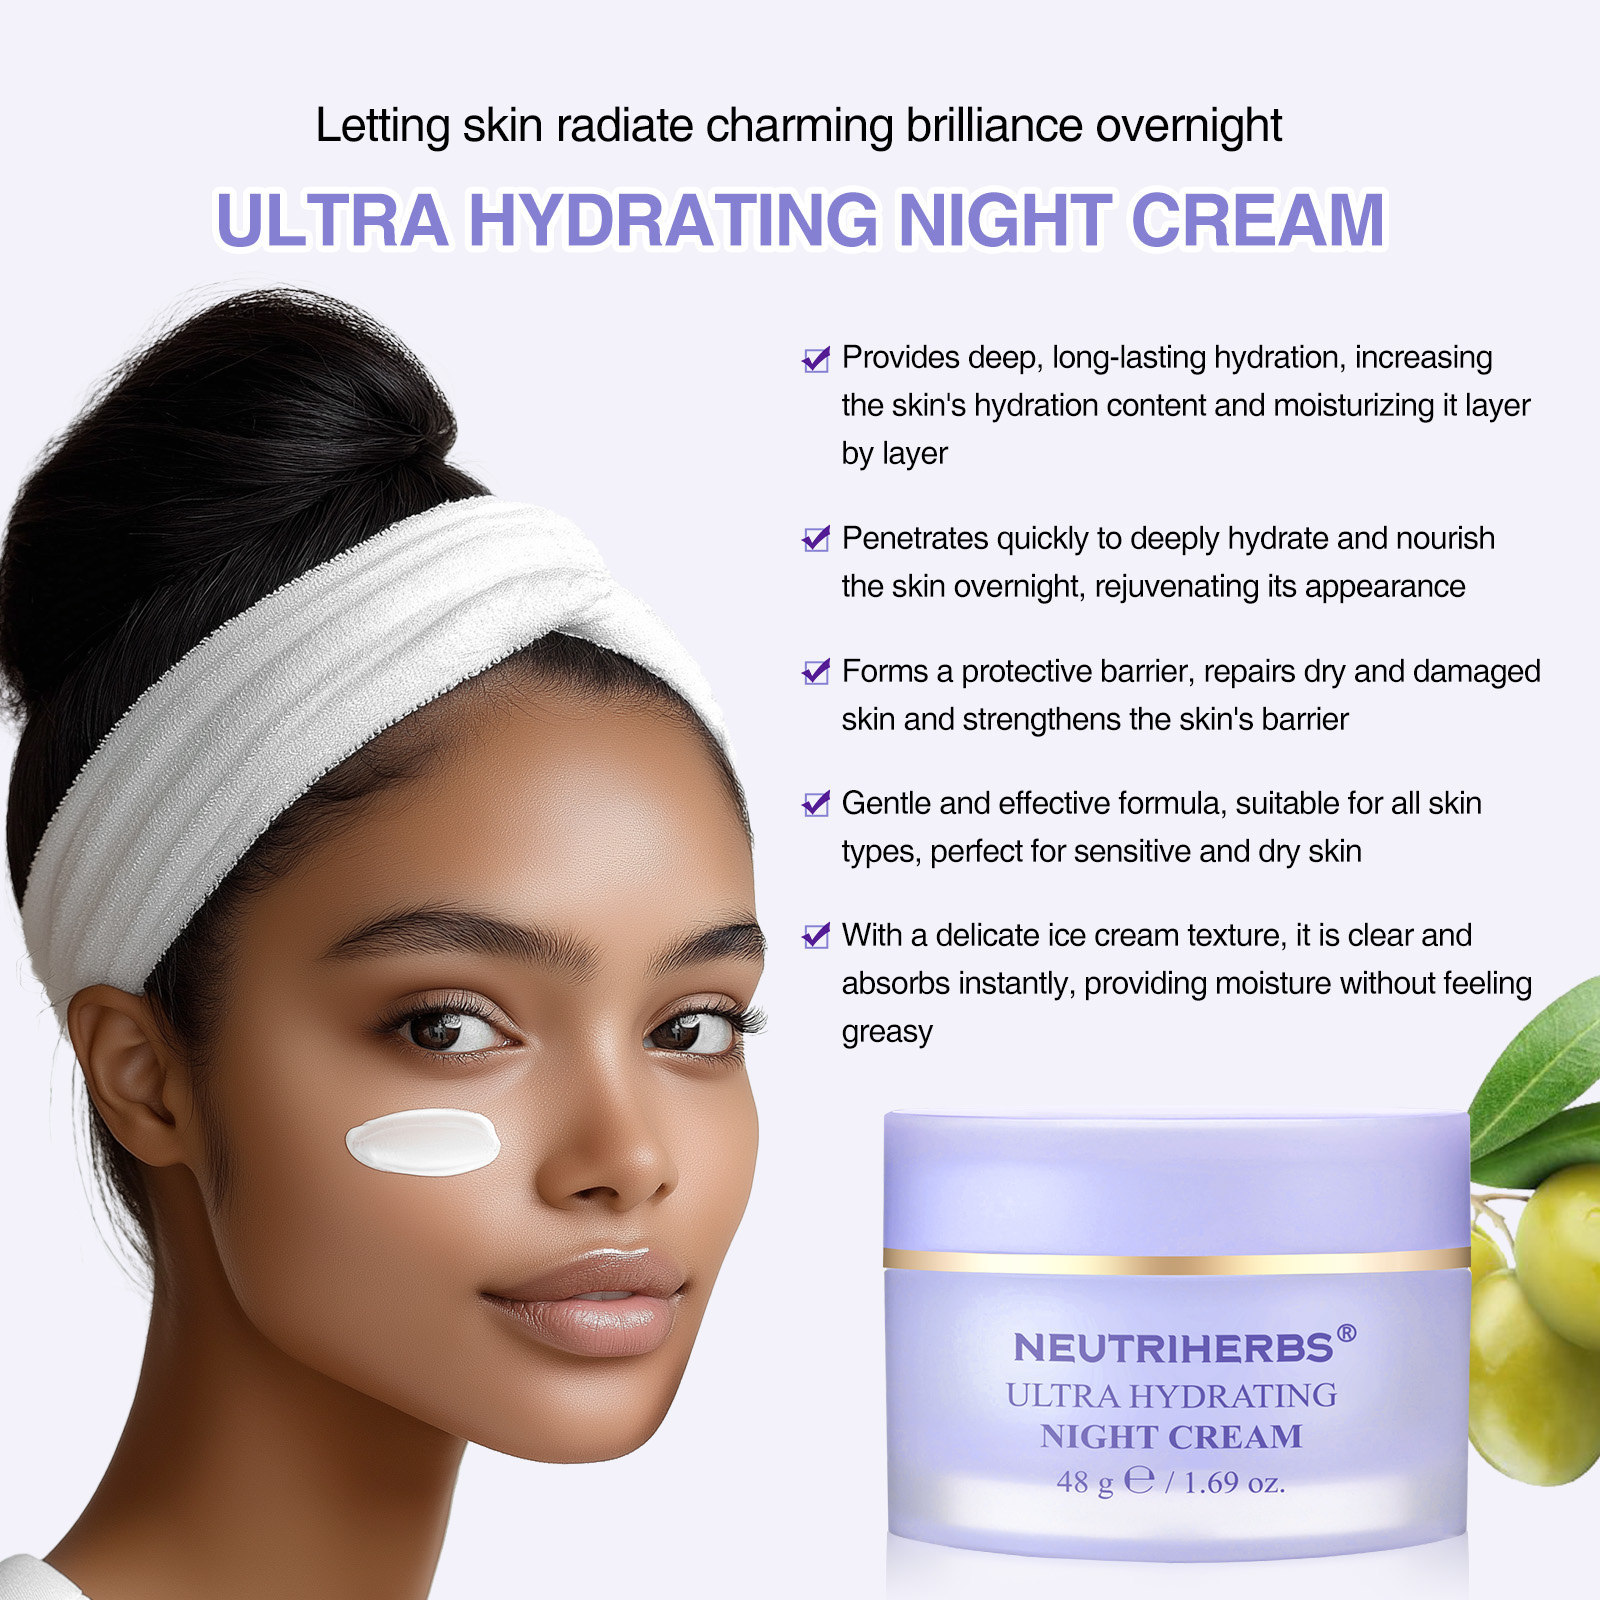 Letting skin radiate charming brilliance overnight
ULTRA HYDRATING NIGHT CREAM
Provides deep, long-lasting hydration, increasing
the skin's hydration content and moisturizing it layer
by layer
Penetrates quickly to deeply hydrate and nourish
the skin overnight, rejuvenating its appearance
Forms a protective barrier, repairs dry and damaged
skin and strengthens the skin's barrier
Gentle and effective formula, suitable for all skin
types, perfect for sensitive and dry skin
With a delicate ice cream texture, it is clear and
absorbs instantly, providing moisture without feeling
greasy
NEUTRIHERBS®
ULTRA HYDRATING
NIGHT CREAM
48 g ℮ / 1.69 oz.